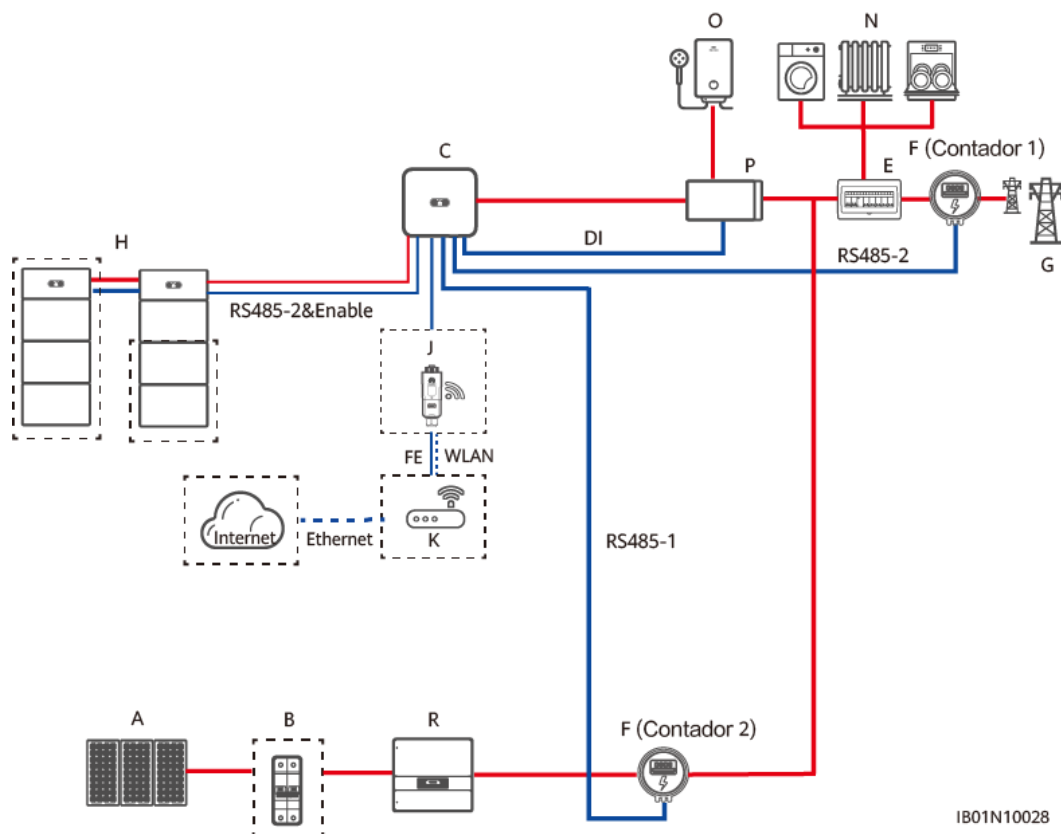 O
N
F (Contador 1)
C
P
E
H
DI
RS485-2
G
RS485-2&Enable
J
FE
WLAN
Internet
Ethernet
K
RS485-1
A
B
R
F (Contador 2)
IB01N10028